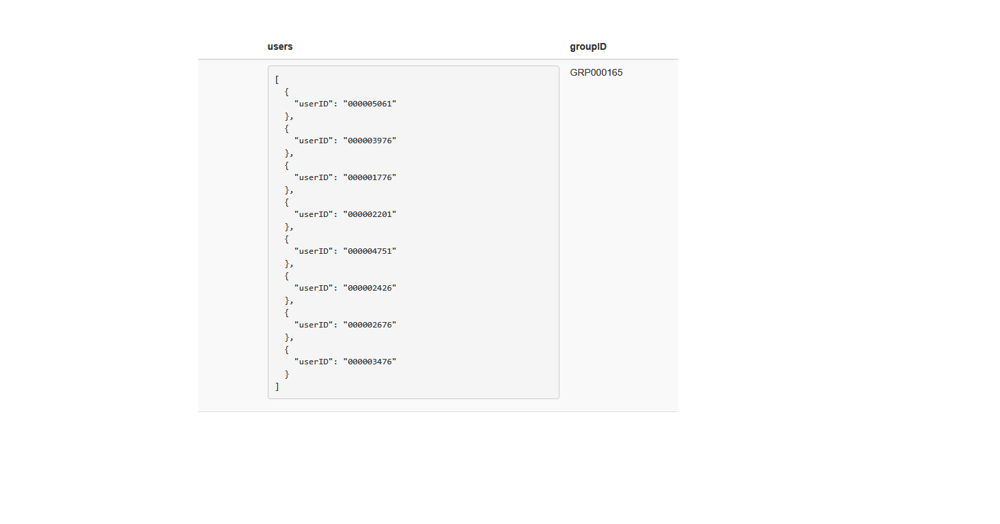 users groupID
GRP000165
[
{
"userID": "000005061"
},
{
"userID": "000003976"
},
{
"userID": "000001776"
},
{
"userID": "000002201"
},
{
"userID": "000004751"
},
{
"userID": "000002426"
},
{
"userID": "000002676"
},
{
"userID": "000003476"
}
]